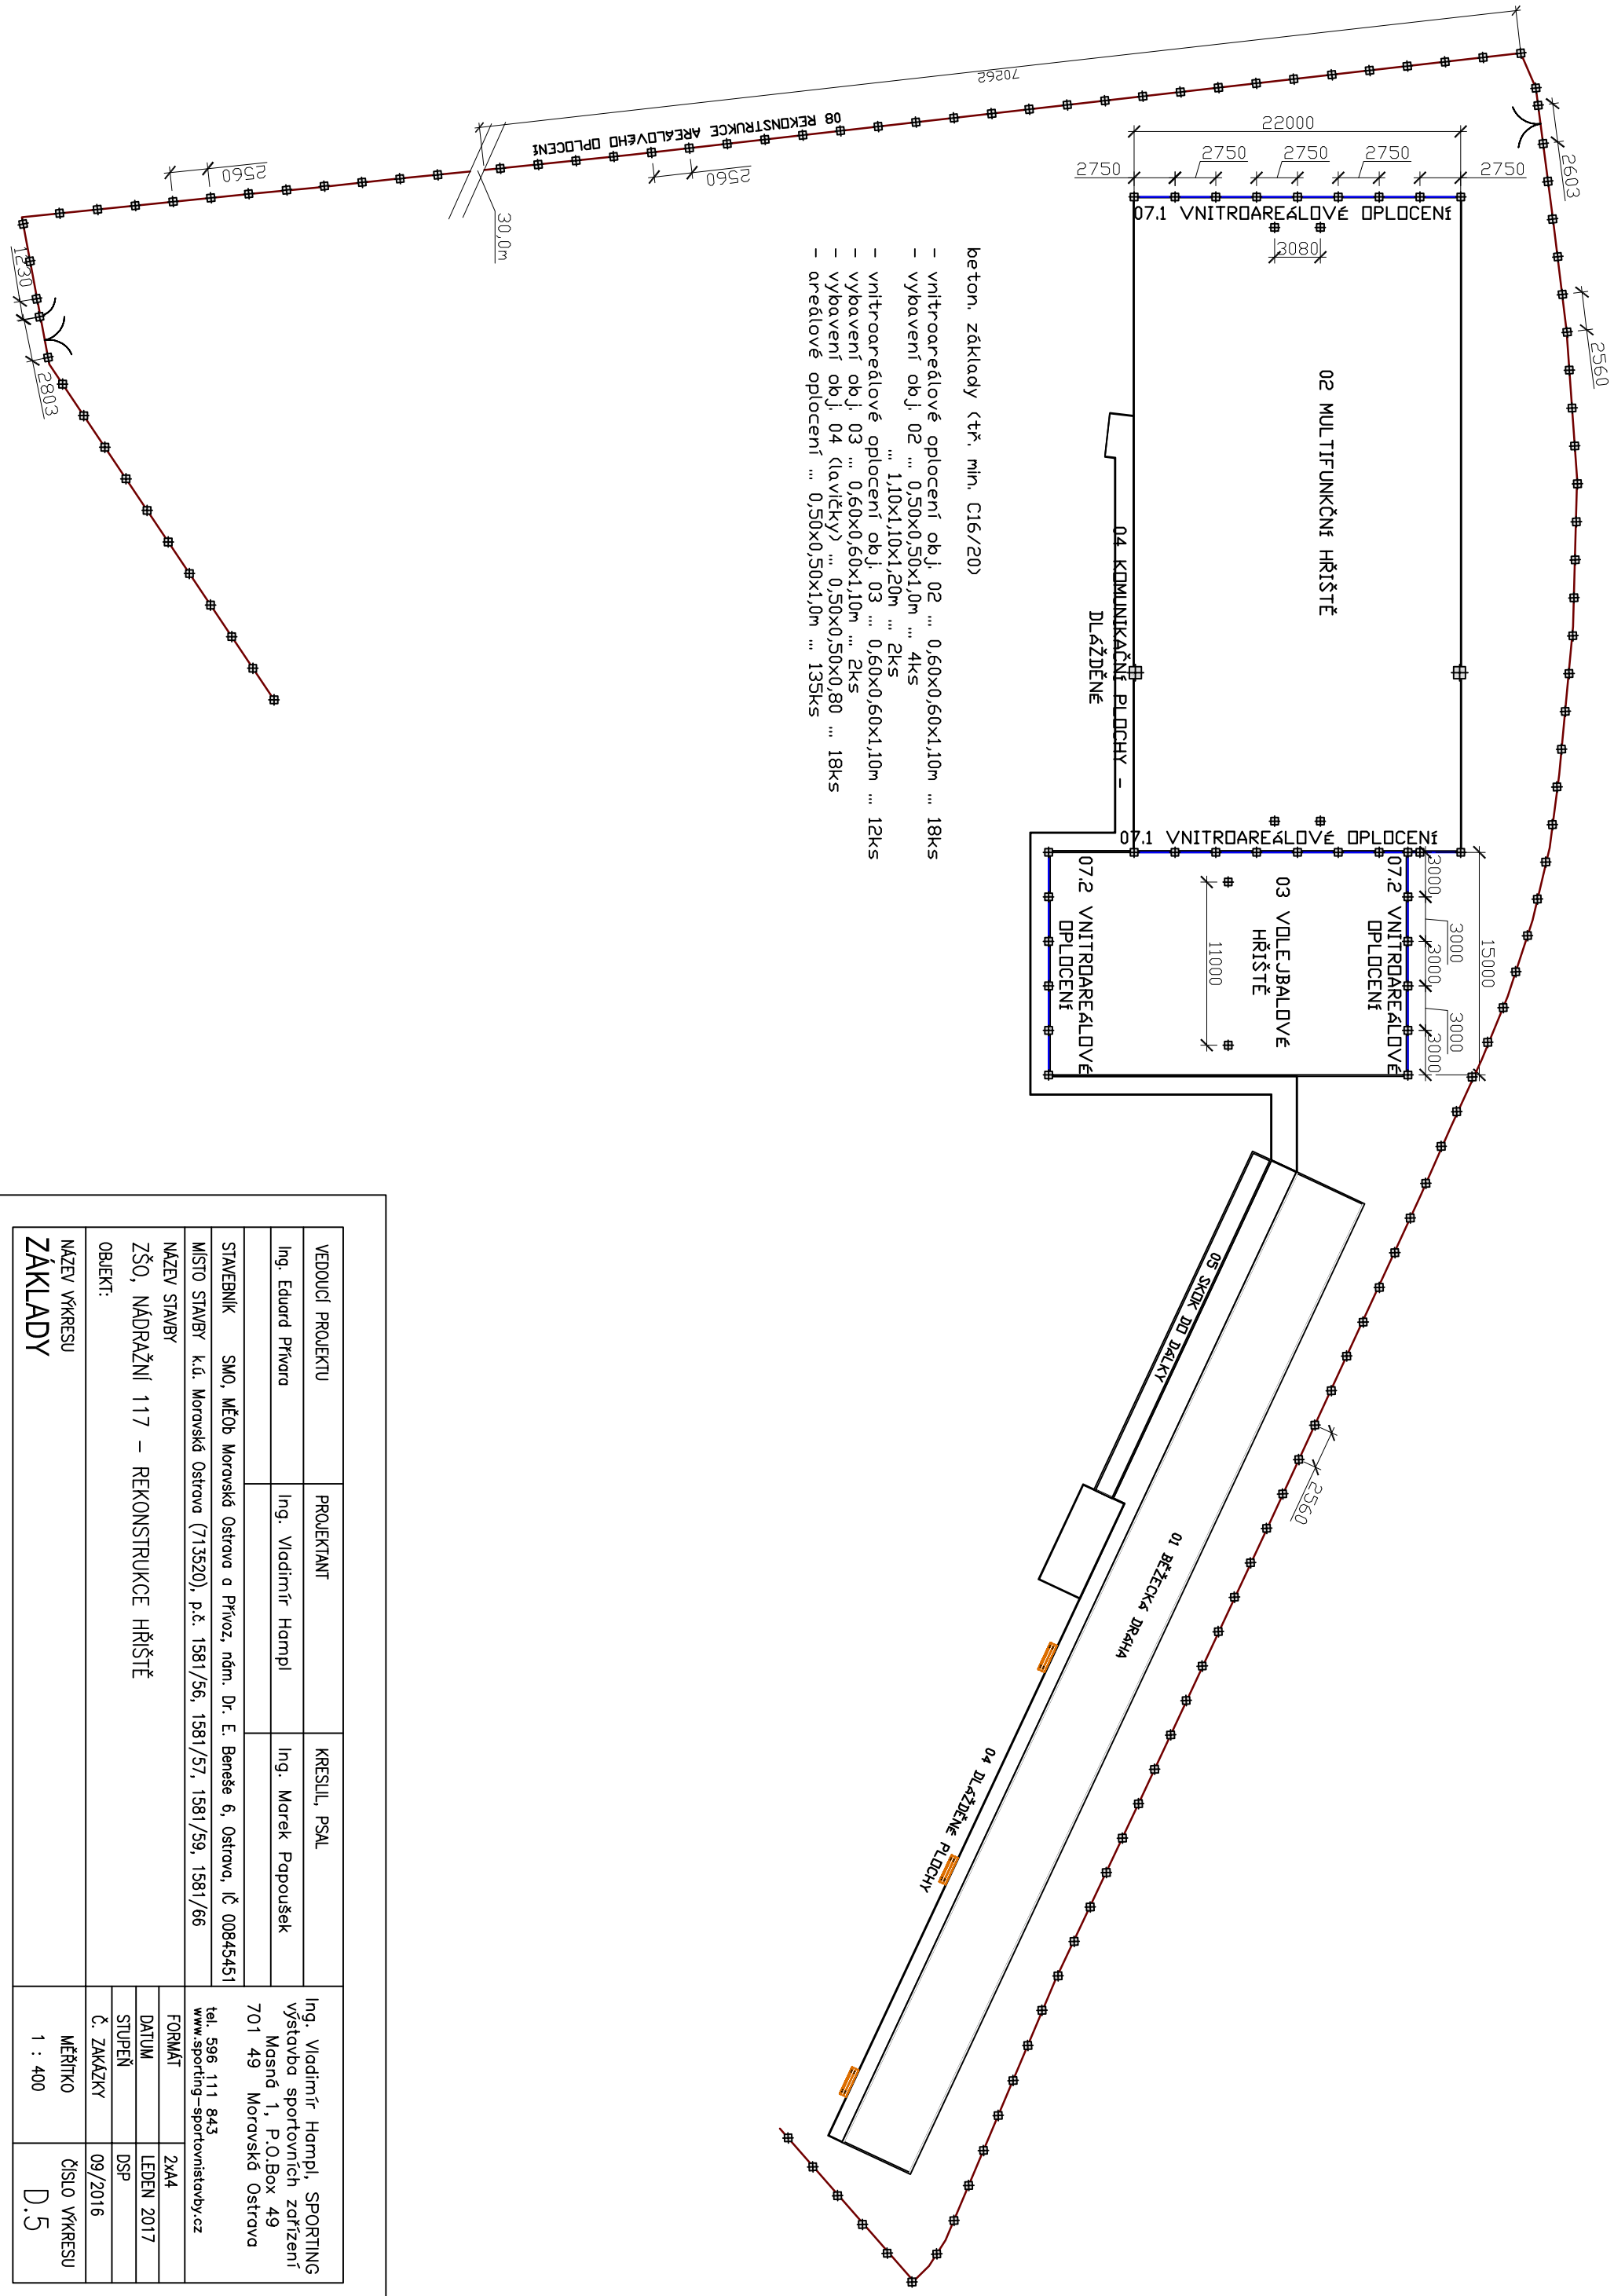 70262
08 REKONSTRUKCE AREÁLOVÉHO OPLOCENÍ
2560
2560
30,0m
1230
2803
22000
2750
2750
2750
2750
2750
2603
2560
07.1 VNITROAREÁLOVÉ OPLOCENÍ
3080
02 MULTIFUNKČNÍ HŘIŠTĚ
04 KOMUNIKAČNÍ PLOCHY -
DLÁŽDĚNÉ
beton. základy (tř. min. C16/20)
- vnitroareálové oplocení obj. 02 ... 0,60x0,60x1,10m ... 18ks
- vybavení obj. 02 ... 0,50x0,50x1,0m ... 4ks
... 1,10x1,10x1,20m ... 2ks
- vnitroareálové oplocení obj. 03 ... 0,60x0,60x1,10m ... 12ks
- vybavení obj. 03 ... 0,60x0,60x1,10m ... 2ks
- vybavení obj. 04 (lavičky) ... 0,50x0,50x0,80 ... 18ks
- areálové oplocení ... 0,50x0,50x1,0m ... 135ks
07.1 VNITROAREÁLOVÉ OPLOCENÍ
15000
3000
3000
3000
3000
3000
07.2 VNITROAREÁLOVÉ
OPLOCENÍ
03 VOLEJBALOVÉ
HŘIŠTĚ
11000
07.2 VNITROAREÁLOVÉ
OPLOCENÍ
05 SKOK DO DÁLKY
2560
01 BĚŽECKÁ DRÁHA
04 DLÁŽDĚNÉ PLOCHY
VEDOUCÍ PROJEKTU
PROJEKTANT
KRESLIL, PSAL
Ing. Eduard Přívara
Ing. Vladimír Hampl
Ing. Marek Papoušek
Ing. Vladimír Hampl, SPORTING
výstavba sportovních zařízení
Masná 1, P.O.Box 49
701 49 Moravská Ostrava
tel. 596 111 843
www.sporting-sportovnistavby.cz
STAVEBNÍK SMO, MĚOb Moravská Ostrava a Přívoz, nám. Dr. E. Beneše 6, Ostrava, IČ 00845451
MÍSTO STAVBY k.ú. Moravská Ostrava (713520), p.č. 1581/56, 1581/57, 1581/59, 1581/66
NÁZEV STAVBY
ZŠO, NÁDRAŽNÍ 117 - REKONSTRUKCE HŘIŠTĚ
OBJEKT:
FORMÁT 2xA4
DATUM LEDEN 2017
STUPEŇ DSP
Č. ZAKÁZKY 09/2016
NÁZEV VÝKRESU
ZÁKLADY
MĚŘÍTKO
1 : 400
ČÍSLO VÝKRESU
D.5